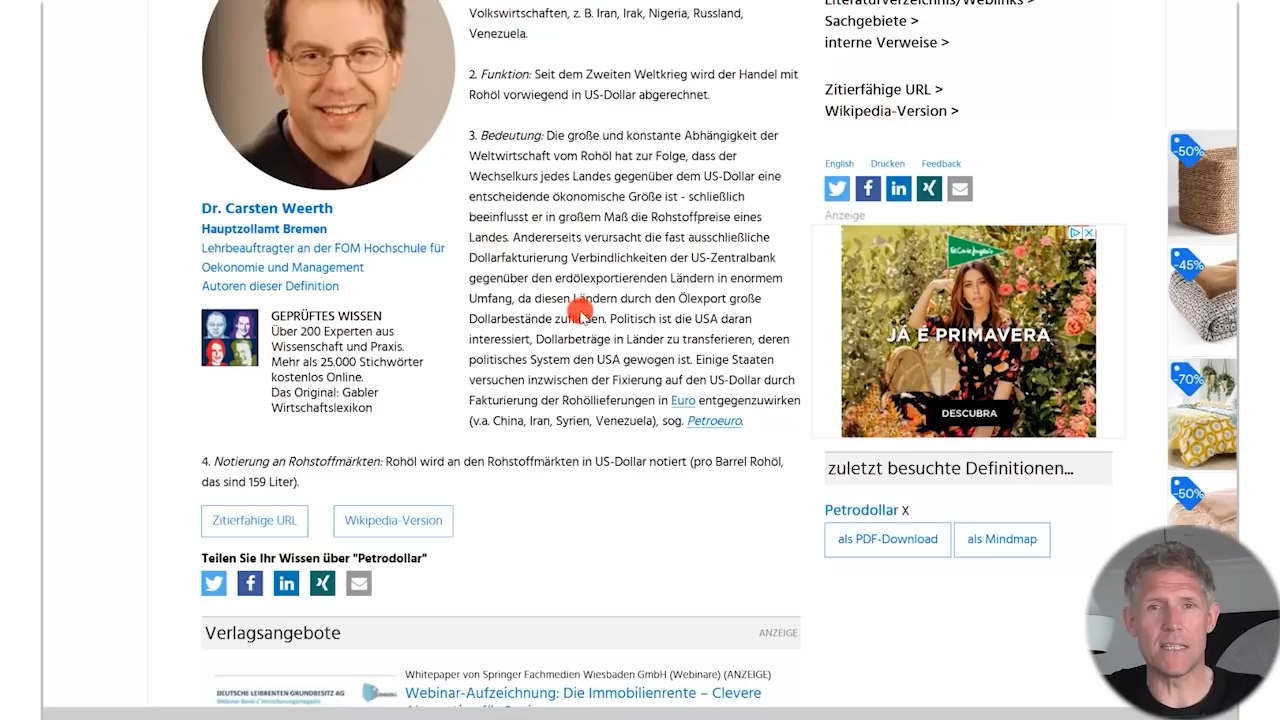 Volkswirtschaften, z. B. Iran, Irak, Nigeria, Russland,
Venezuela.
2. Funktion: Seit dem Zweiten Weltkrieg wird der Handel mit
Rohöl vorwiegend in US-Dollar abgerechnet.
3. Bedeutung: Die große und konstante Abhängigkeit der
Weltwirtschaft vom Rohöl hat zur Folge, dass der
Wechselkurs jedes Landes gegenüber dem US-Dollar eine
entscheidende ökonomische Größe ist - schließlich
beeinflusst er in großem Maß die Rohstoffpreise eines
Landes. Andererseits verursacht die fast ausschließliche
Dollarfakturierung Verbindlichkeiten der US-Zentralbank
gegenüber den erdölexportierenden Ländern in enormem
Umfang, da diesen Ländern durch den Ölexport große
Dollarbestände Politisch ist die USA daran
interessiert, Dollarbeträge in Länder zu transferieren, deren
politisches System den USA gewogen ist. Einige Staaten
versuchen inzwischen der Fixierung auf den US-Dollar durch
Fakturierung der Rohöllieferungen in Euro entgegenzuwirken
(v.a. China, Iran, Syrien, Venezuela), sog. Petroeuro.
Dr. Carsten Weerth
Hauptzollamt Bremen
Lehrbeauftragter an der FOM Hochschule für
Oekonomie und Management
Autoren dieser Definition
GEPRÜFTES WISSEN
Über 200 Experten aus
Wissenschaft und Praxis.
Mehr als 25.000 Stichwörter
kostenlos Online.
Das Original: Gabler
Wirtschaftslexikon
4. Notierung an Rohstoffmärkten: Rohöl wird an den Rohstoffmärkten in US-Dollar notiert (pro Barrel Rohöl,
das sind 159 Liter).
Zitierfähige URL
Wikipedia-Version
Teilen Sie Ihr Wissen über "Petrodollar"
Verlagsangebote
ANZEIGE
DEUTSCHE LEIBRENTEN GRUNDBESITZ AG
Whitepaper von Springer Fachmedien Wiesbaden GmbH (Webinare) (ANZEIGE)
Webinar-Aufzeichnung: Die Immobilienrente – Clevere
Literaturverzeichnis/Weblinks >
Sachgebiete >
interne Verweise >
Zitierfähige URL >
Wikipedia-Version >
English
Drucken
Feedback
Anzeige
El Corte Inglés
JÁ É PRIMAVERA
DESCUBRA
zuletzt besuchte Definitionen...
Petrodollar x
als PDF-Download
als Mindmap
-50%
-45%
-70%
-50%